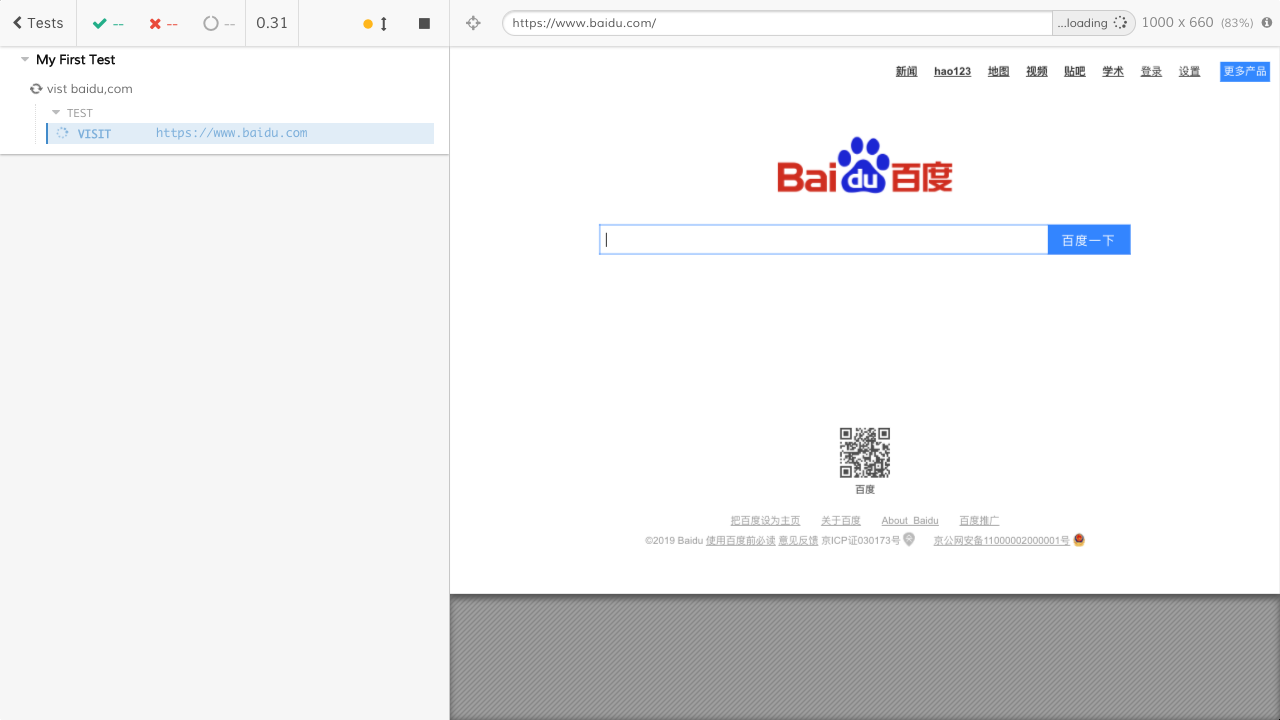 Tests -- -- -- 0.31
My First Test
vist baidu,com
TEST
VISIT https://www.baidu.com
https://www.baidu.com/ ...loading 1000 x 660 (83%)
新闻 hao123 地图 视频 贴吧 学术 登录 设置 更多产品
Bai du 百度
百度一下
百度
把百度设为主页 关于百度 About Baidu 百度推广
©2019 Baidu 使用百度前必读 意见反馈 京ICP证030173号 京公网安备11000002000001号